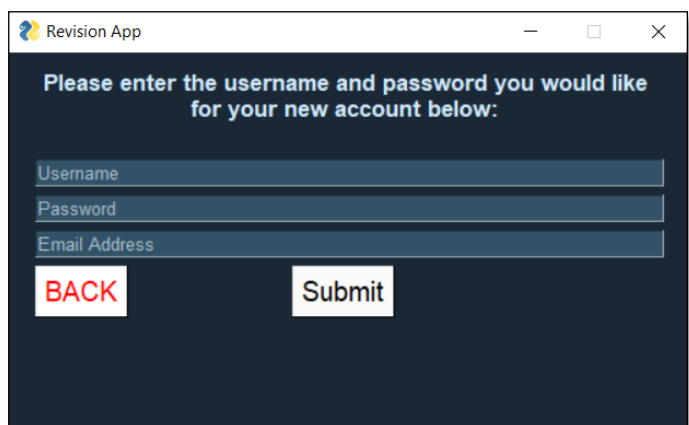 Revision App
Please enter the username and password you would like
for your new account below:
Username
Password
Email Address
BACK Submit